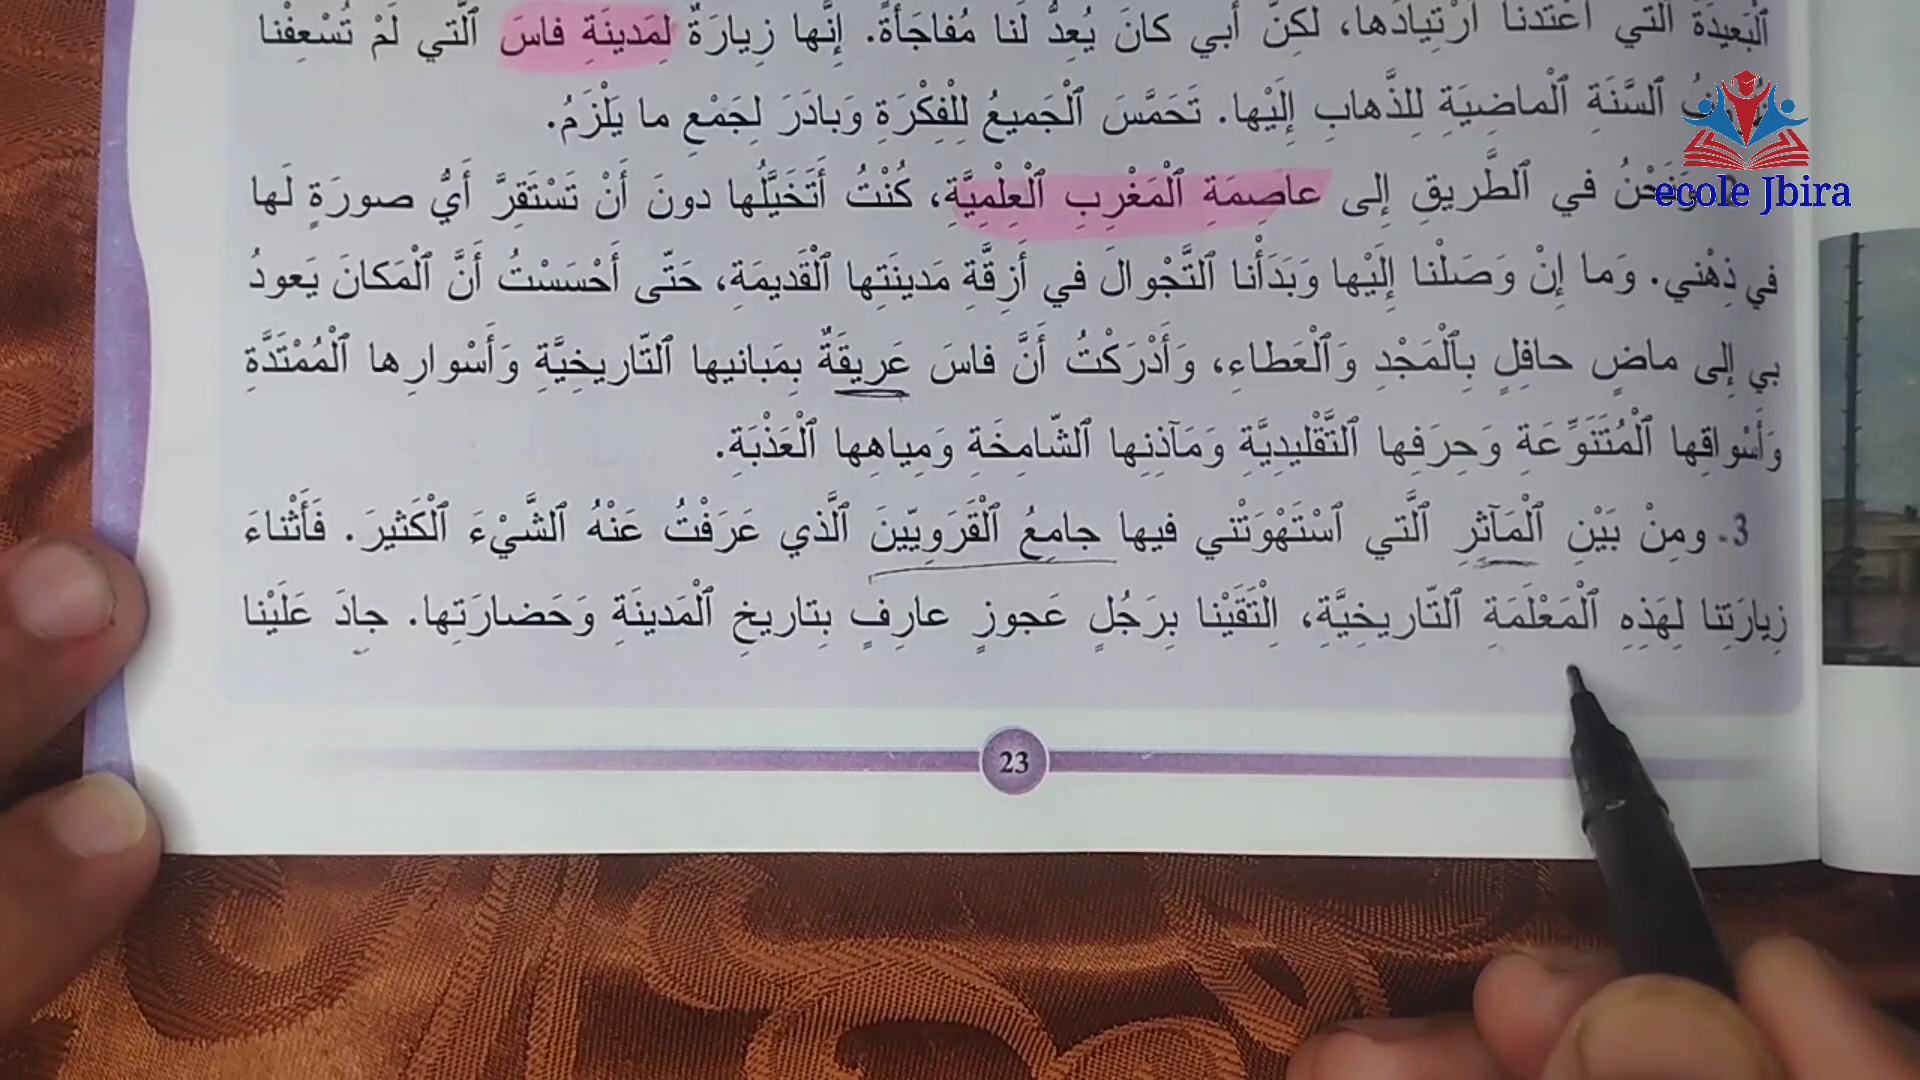 ٱلْبَعيدَةَ ٱلَّتي ٱعْتَدْنا ٱرْتِيادَها، لَكِنَّ أَبي كانَ يُعِدُّ لَنا مُفاجَأَةً. إِنَّها زِيارَةٌ لِمَدينَةِ فاسَ ٱلَّتي لَمْ تُسْعِفْنا
ٱلسَّنَةِ ٱلْماضِيَةِ لِلذَّهابِ إِلَيْها. تَحَمَّسَ ٱلْجَميعُ لِلْفِكْرَةِ وَبادَرَ لِجَمْعِ ما يَلْزَمُ.
وَنَحْنُ في ٱلطَّريقِ إِلى عاصِمَةِ ٱلْمَغْرِبِ ٱلْعِلْمِيَّةِ، كُنْتُ أَتَخَيَّلُها دونَ أَنْ تَسْتَقِرَّ أَيُّ صورَةٍ لَها
في ذِهْني. وَما إِنْ وَصَلْنا إِلَيْها وَبَدَأْنا ٱلتَّجْوالَ في أَزِقَّةِ مَدينَتِها ٱلْقَديمَةِ، حَتّى أَحْسَسْتُ أَنَّ ٱلْمَكانَ يَعودُ
بي إِلى ماضٍ حافِلٍ بِٱلْمَجْدِ وَٱلْعَطاءِ، وَأَدْرَكْتُ أَنَّ فاسَ عَريقَةٌ بِمَبانيها ٱلتّاريخِيَّةِ وَأَسْوارِها ٱلْمُمْتَدَّةِ
وَأَسْواقِها ٱلْمُتَنَوِّعَةِ وَحِرَفِها ٱلتَّقْليدِيَّةِ وَمَآذِنِها ٱلشّامِخَةِ وَمِياهِها ٱلْعَذْبَةِ.
3- ومِنْ بَيْنِ ٱلْمَآثِرِ ٱلَّتي ٱسْتَهْوَتْني فيها جامِعُ ٱلْقَرَوِيّينَ ٱلَّذي عَرَفْتُ عَنْهُ ٱلشَّيْءَ ٱلْكَثيرَ. فَأَثْناءَ
زِيارَتِنا لِهَذِهِ ٱلْمَعْلَمَةِ ٱلتّاريخِيَّةِ، اِلْتَقَيْنا بِرَجُلٍ عَجوزٍ عارِفٍ بِتاريخِ ٱلْمَدينَةِ وَحَضارَتِها. جادَ عَلَيْنا
23
ecole Jbira